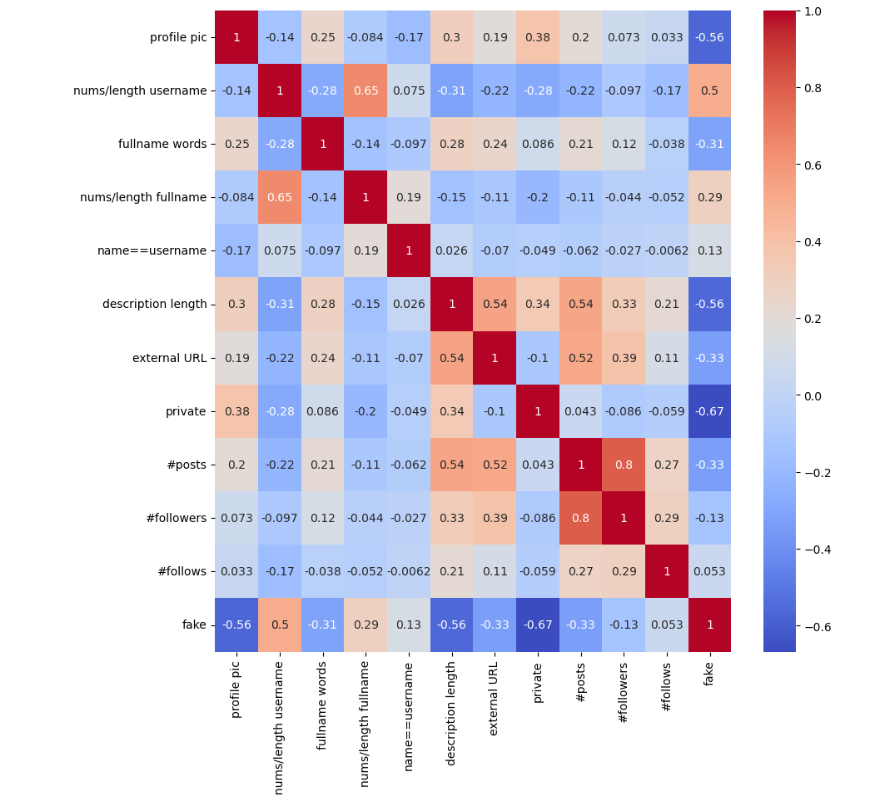 profile pic 1 -0.14 0.25 -0.084 -0.17 0.3 0.19 0.38 0.2 0.073 0.033 -0.56
nums/length username -0.14 1 -0.28 0.65 0.075 -0.31 -0.22 -0.28 -0.22 -0.097 -0.17 0.5
fullname words 0.25 -0.28 1 -0.14 -0.097 0.28 0.24 0.086 0.21 0.12 -0.038 -0.31
nums/length fullname -0.084 0.65 -0.14 1 0.19 -0.15 -0.11 -0.2 -0.11 -0.044 -0.052 0.29
name==username -0.17 0.075 -0.097 0.19 1 0.026 -0.07 -0.049 -0.062 -0.027 -0.0062 0.13
description length 0.3 -0.31 0.28 -0.15 0.026 1 0.54 0.34 0.54 0.33 0.21 -0.56
external URL 0.19 -0.22 0.24 -0.11 -0.07 0.54 1 -0.1 0.52 0.39 0.11 -0.33
private 0.38 -0.28 0.086 -0.2 -0.049 0.34 -0.1 1 0.043 -0.086 -0.059 -0.67
#posts 0.2 -0.22 0.21 -0.11 -0.062 0.54 0.52 0.043 1 0.8 0.27 -0.33
#followers 0.073 -0.097 0.12 -0.044 -0.027 0.33 0.39 -0.086 0.8 1 0.29 -0.13
#follows 0.033 -0.17 -0.038 -0.052 -0.0062 0.21 0.11 -0.059 0.27 0.29 1 0.053
fake -0.56 0.5 -0.31 0.29 0.13 -0.56 -0.33 -0.67 -0.33 -0.13 0.053 1
profile pic
nums/length username
fullname words
nums/length fullname
name==username
description length
external URL
private
#posts
#followers
#follows
fake
1.0
0.8
0.6
0.4
0.2
0.0
−0.2
−0.4
−0.6